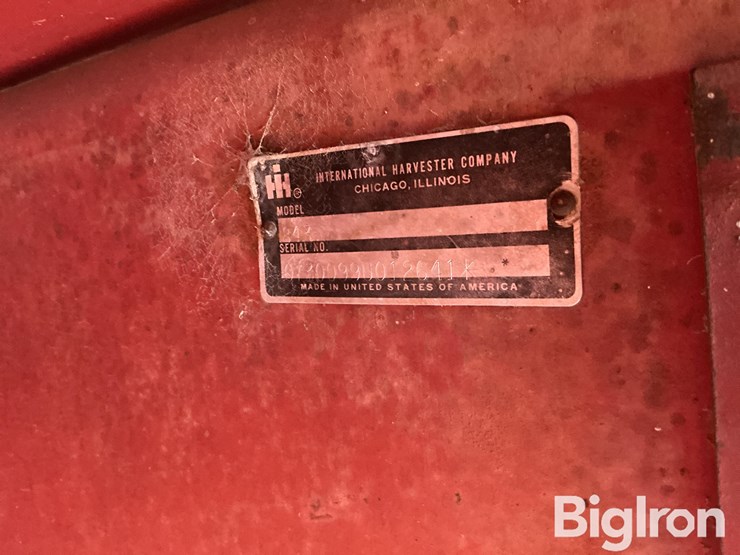 IH
INTERNATIONAL HARVESTER COMPANY
CHICAGO, ILLINOIS
MODEL
SERIAL NO.
MADE IN UNITED STATES OF AMERICA
BigIron